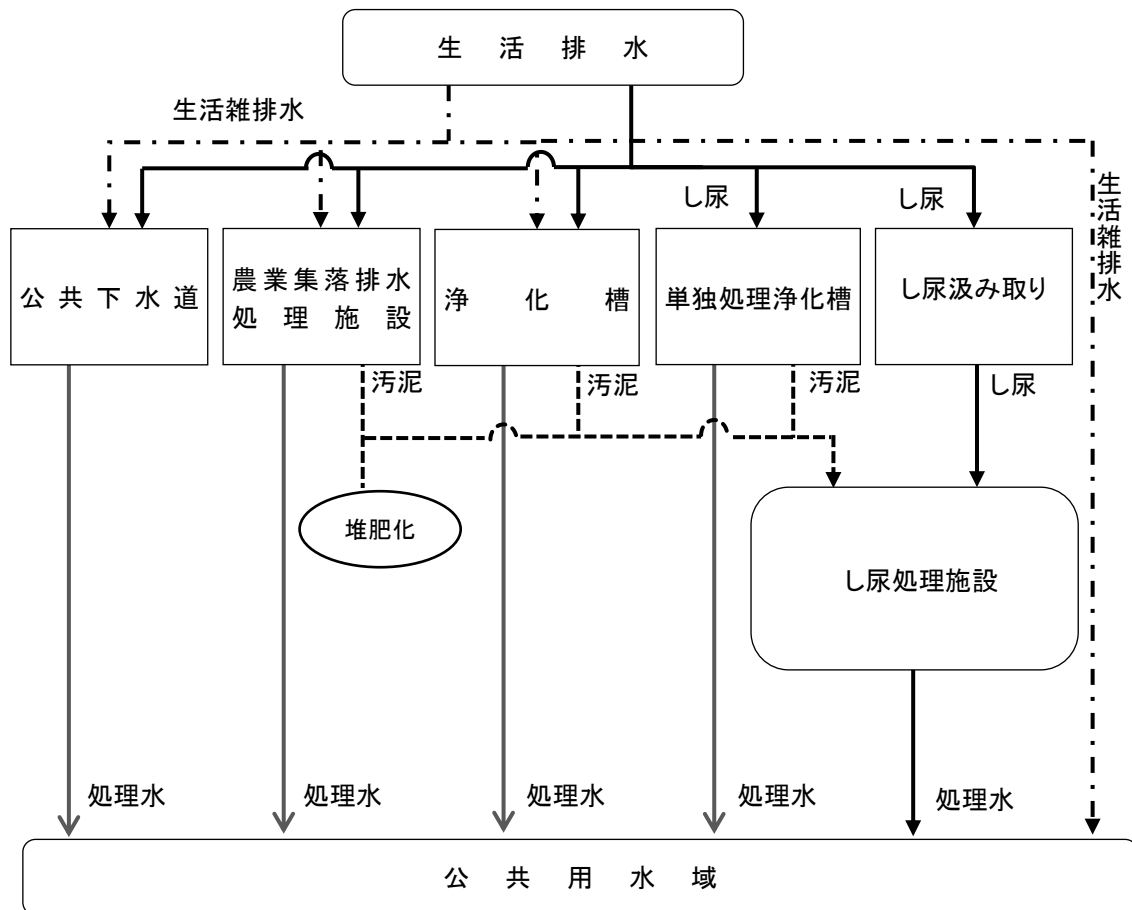 生活排水
生活雑排水
し尿
し尿
生活雑排水
公共下水道
農業集落排水
処理施設
浄化槽
単独処理浄化槽
し尿汲み取り
汚泥
汚泥
汚泥
し尿
堆肥化
し尿処理施設
処理水
処理水
処理水
処理水
処理水
公共用水域